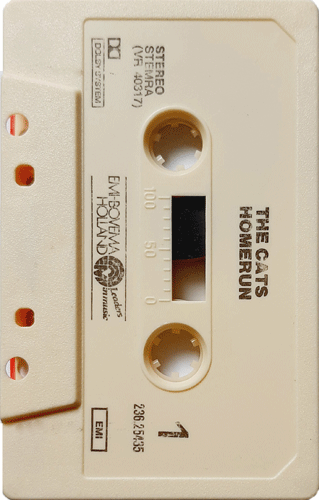 THE CATS
HOMERUN
STEREO
STEMRA
(VR 40317)
DOLBY SYSTEM
100 50 0
EMI-BOVEMA
HOLLAND
Leaders
in music
1
236.25435
EMI